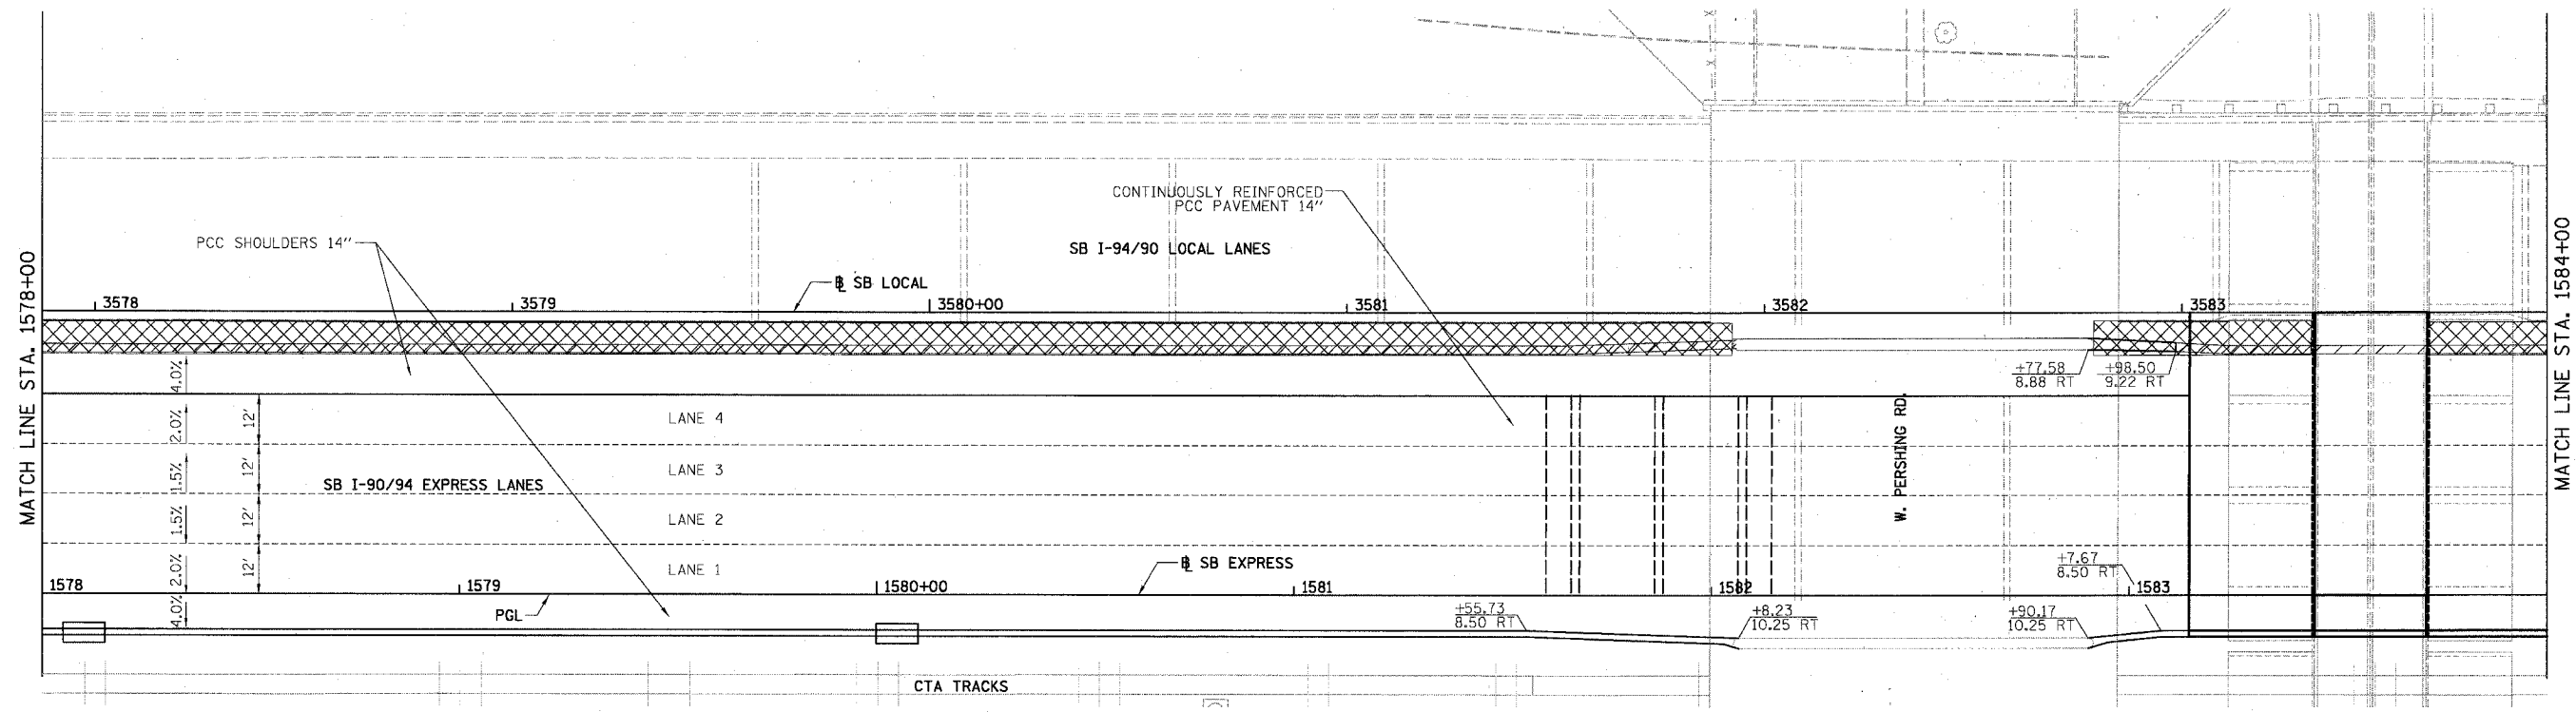 MATCH LINE STA. 1578+00
PCC SHOULDERS 14"
CONTINUOUSLY REINFORCED
PCC PAVEMENT 14"
SB I-94/90 LOCAL LANES
℄ SB LOCAL
3578
3579
3580+00
3581
3582
3583
+77.58
8.88 RT
+98.50
9.22 RT
4.0%
2.0%
1.5%
1.5%
2.0%
4.0%
12'
12'
12'
12'
LANE 4
LANE 3
SB I-90/94 EXPRESS LANES
LANE 2
LANE 1
W. PERSHING RD.
℄ SB EXPRESS
+7.67
8.50 RT
1578
1579
1580+00
1581
1582
1583
PGL
+55.73
8.50 RT
+8.23
10.25 RT
+90.17
10.25 RT
CTA TRACKS
MATCH LINE STA. 1584+00